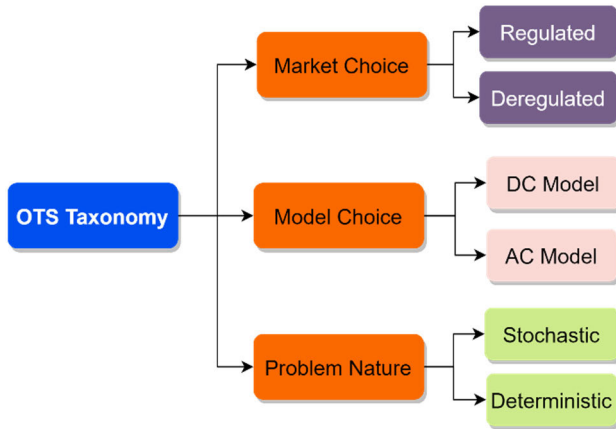 OTS Taxonomy
Market Choice
Regulated
Deregulated
Model Choice
DC Model
AC Model
Problem Nature
Stochastic
Deterministic